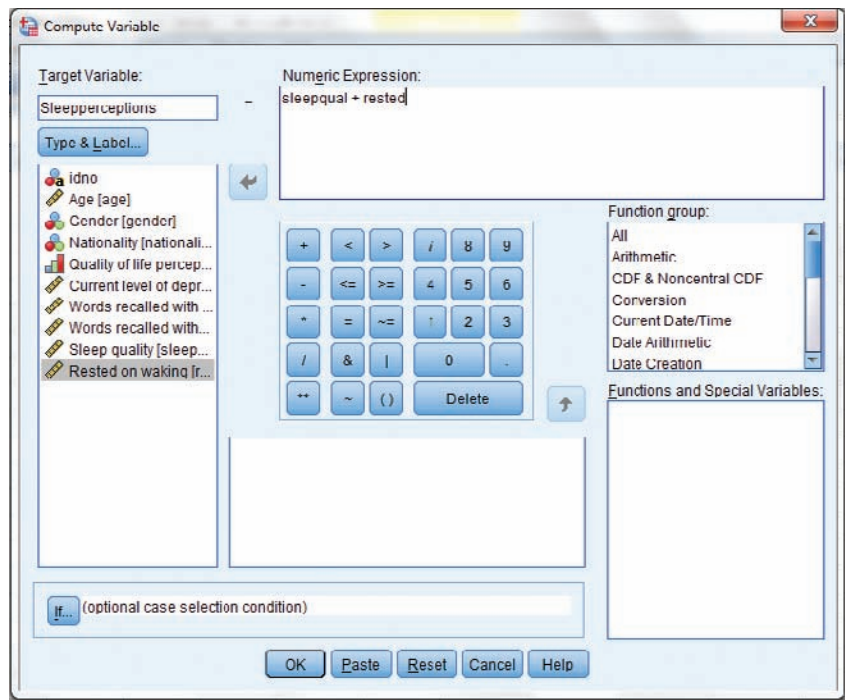 Compute Variable
Target Variable:
Sleepperceptions
Type & Label...
=
Numeric Expression:
sleepqual + rested
idno
Age [age]
Gender [gender]
Nationality [nationali...
Quality of life percep...
Current level of depr...
Words recalled with ...
Words recalled with...
Sleep quality [sleep...
Rested on waking [r...
+ < > 7 8 9
- <= >= 4 5 6
* = ~= 1 2 3
/ & | 0 .
** ~ ( ) Delete
Function group:
All
Arithmetic
CDF & Noncentral CDF
Conversion
Current Date/Time
Date Arithmetic
Date Creation
Functions and Special Variables:
If... (optional case selection condition)
OK Paste Reset Cancel Help